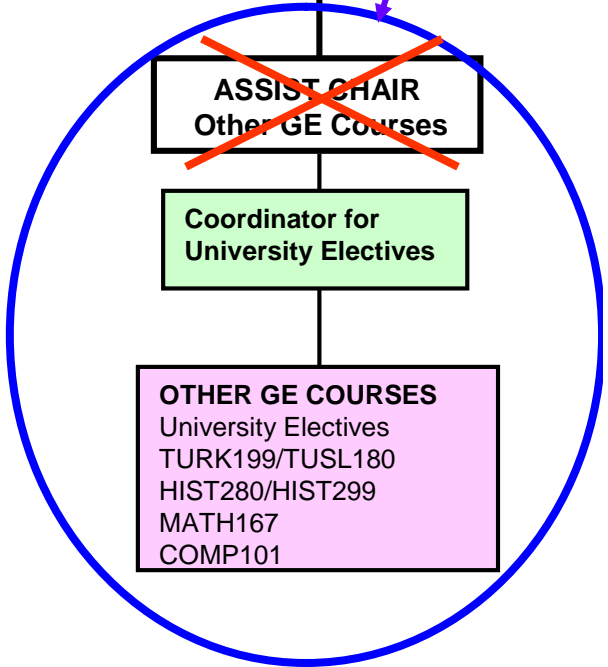 ASSIST CHAIR
Other GE Courses
Coordinator for
University Electives
OTHER GE COURSES
University Electives
TURK199/TUSL180
HIST280/HIST299
MATH167
COMP101